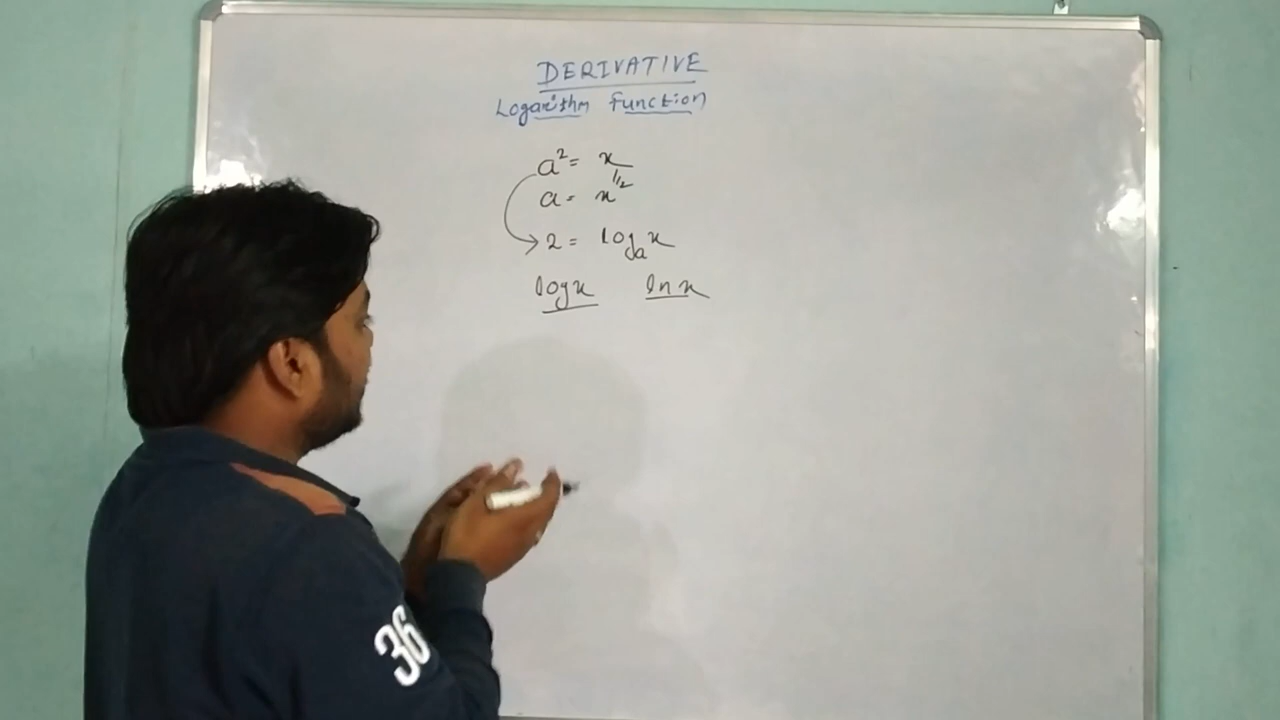 DERIVATIVE
Logarithm Function
a² = x
a = x^1/2
2 = logₐx
logx lnx
36